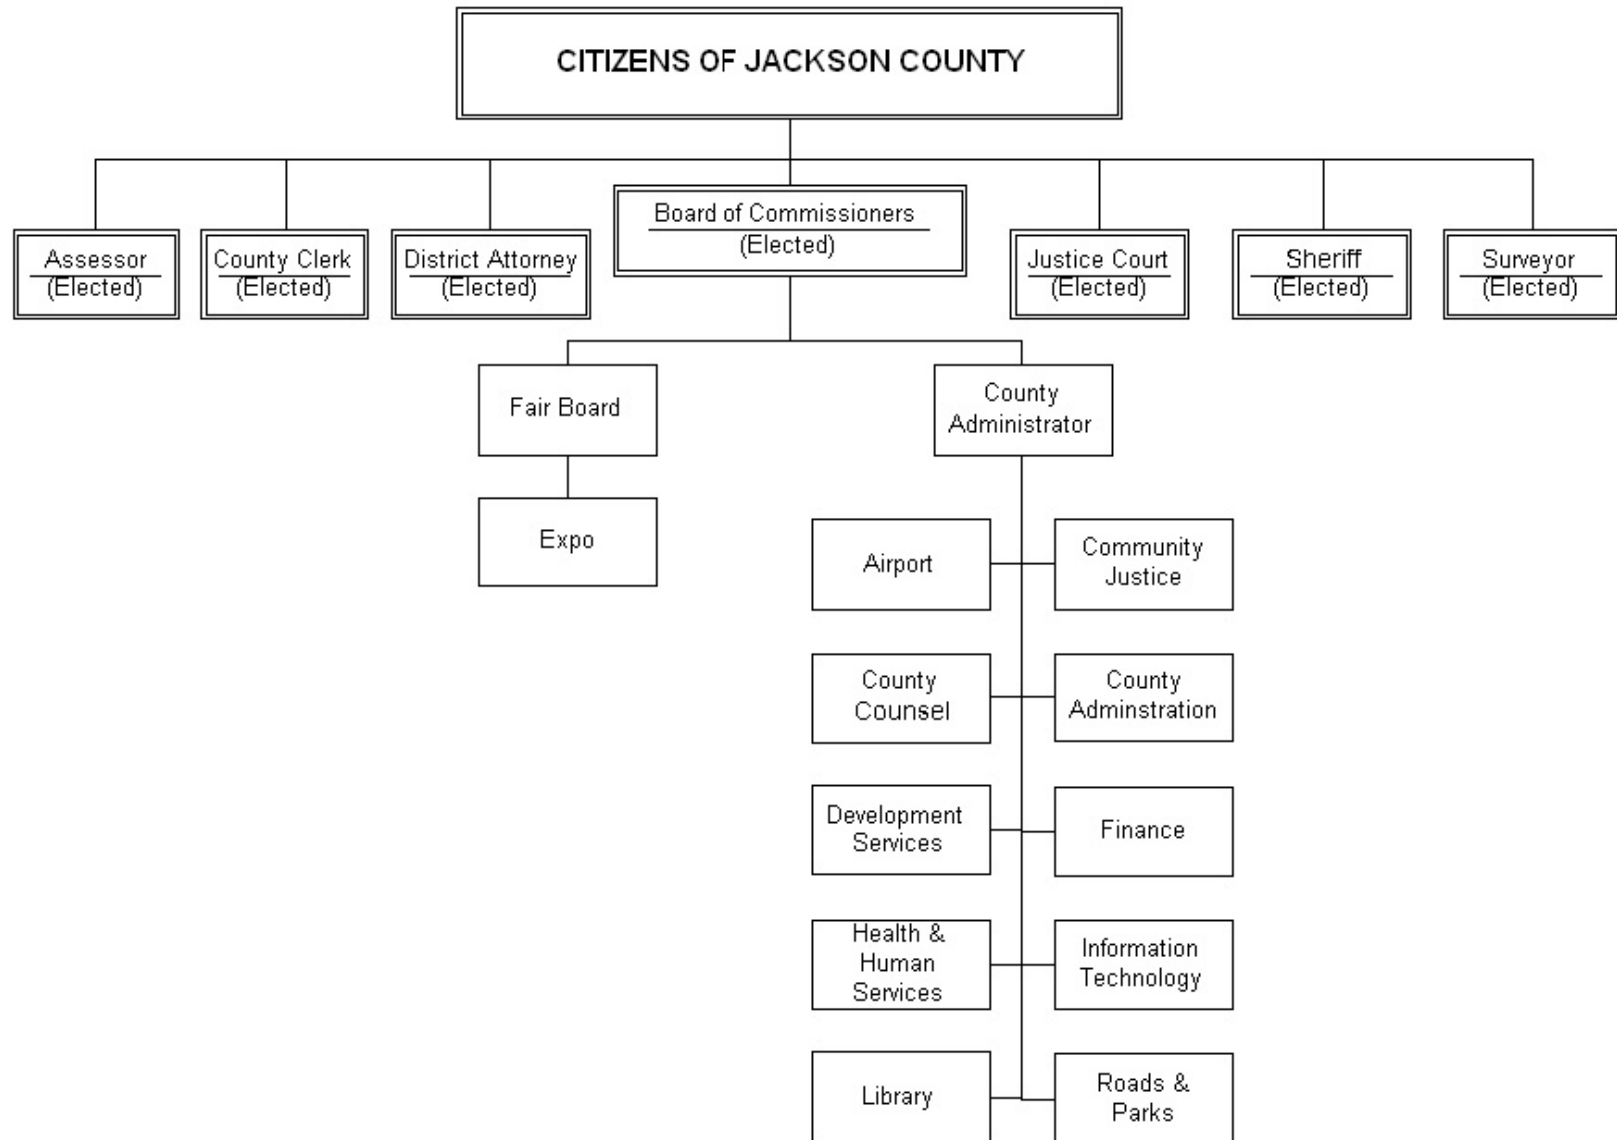 CITIZENS OF JACKSON COUNTY
Board of Commissioners
(Elected)
Assessor
(Elected)
County Clerk
(Elected)
District Attorney
(Elected)
Justice Court
(Elected)
Sheriff
(Elected)
Surveyor
(Elected)
Fair Board
County
Administrator
Expo
Airport
Community
Justice
County
Counsel
County
Adminstration
Development
Services
Finance
Health &
Human
Services
Information
Technology
Library
Roads &
Parks